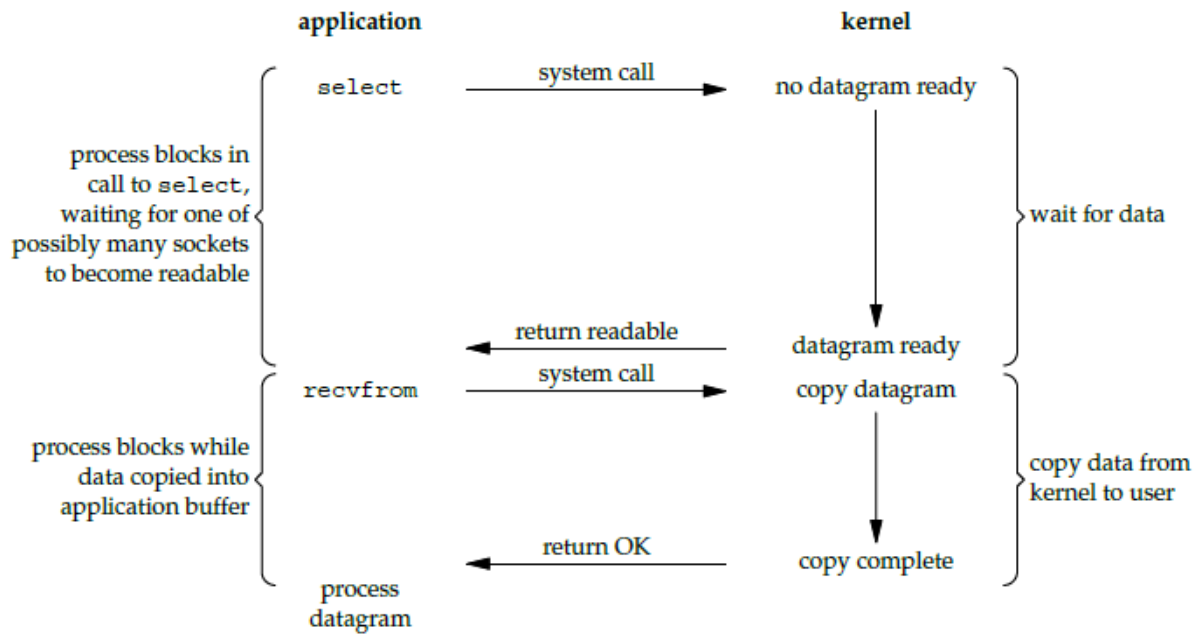 application
kernel
select
system call
no datagram ready
process blocks in
call to select,
waiting for one of
possibly many sockets
to become readable
wait for data
return readable
datagram ready
recvfrom
system call
copy datagram
process blocks while
data copied into
application buffer
copy data from
kernel to user
return OK
copy complete
process
datagram